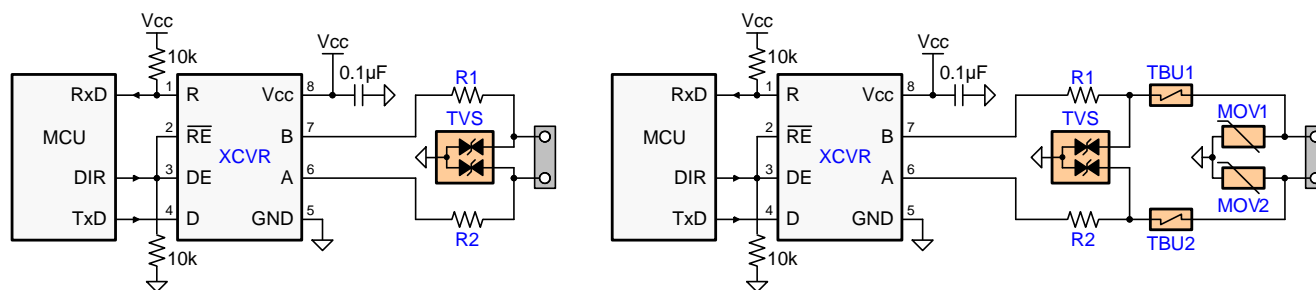 Vcc
10k
Vcc
0.1µF
R1
RxD
1
R
Vcc
8
MCU
2
RE
B
7
TVS
XCVR
DIR
3
DE
A
6
TxD
4
D
GND
5
R2
10k
Vcc
10k
Vcc
0.1µF
R1
TBU1
RxD
1
R
Vcc
8
MOV1
MCU
2
RE
B
7
TVS
XCVR
DIR
3
DE
A
6
MOV2
TxD
4
D
GND
5
R2
TBU2
10k